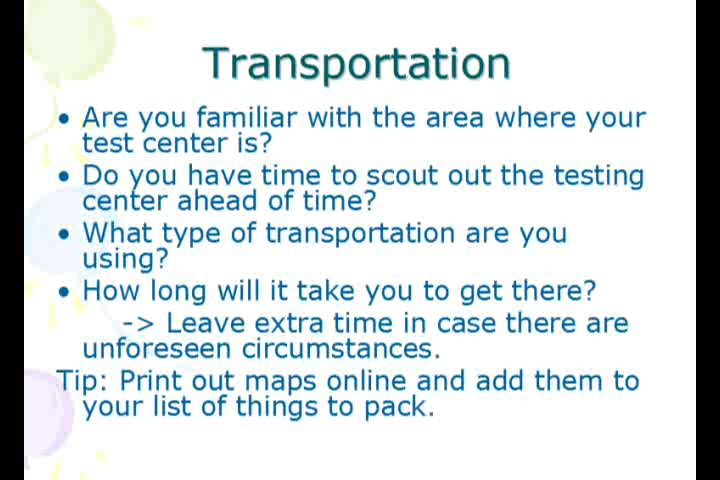 Transportation
• Are you familiar with the area where your
test center is?
• Do you have time to scout out the testing
center ahead of time?
• What type of transportation are you
using?
• How long will it take you to get there?
-> Leave extra time in case there are
unforeseen circumstances.
Tip: Print out maps online and add them to
your list of things to pack.